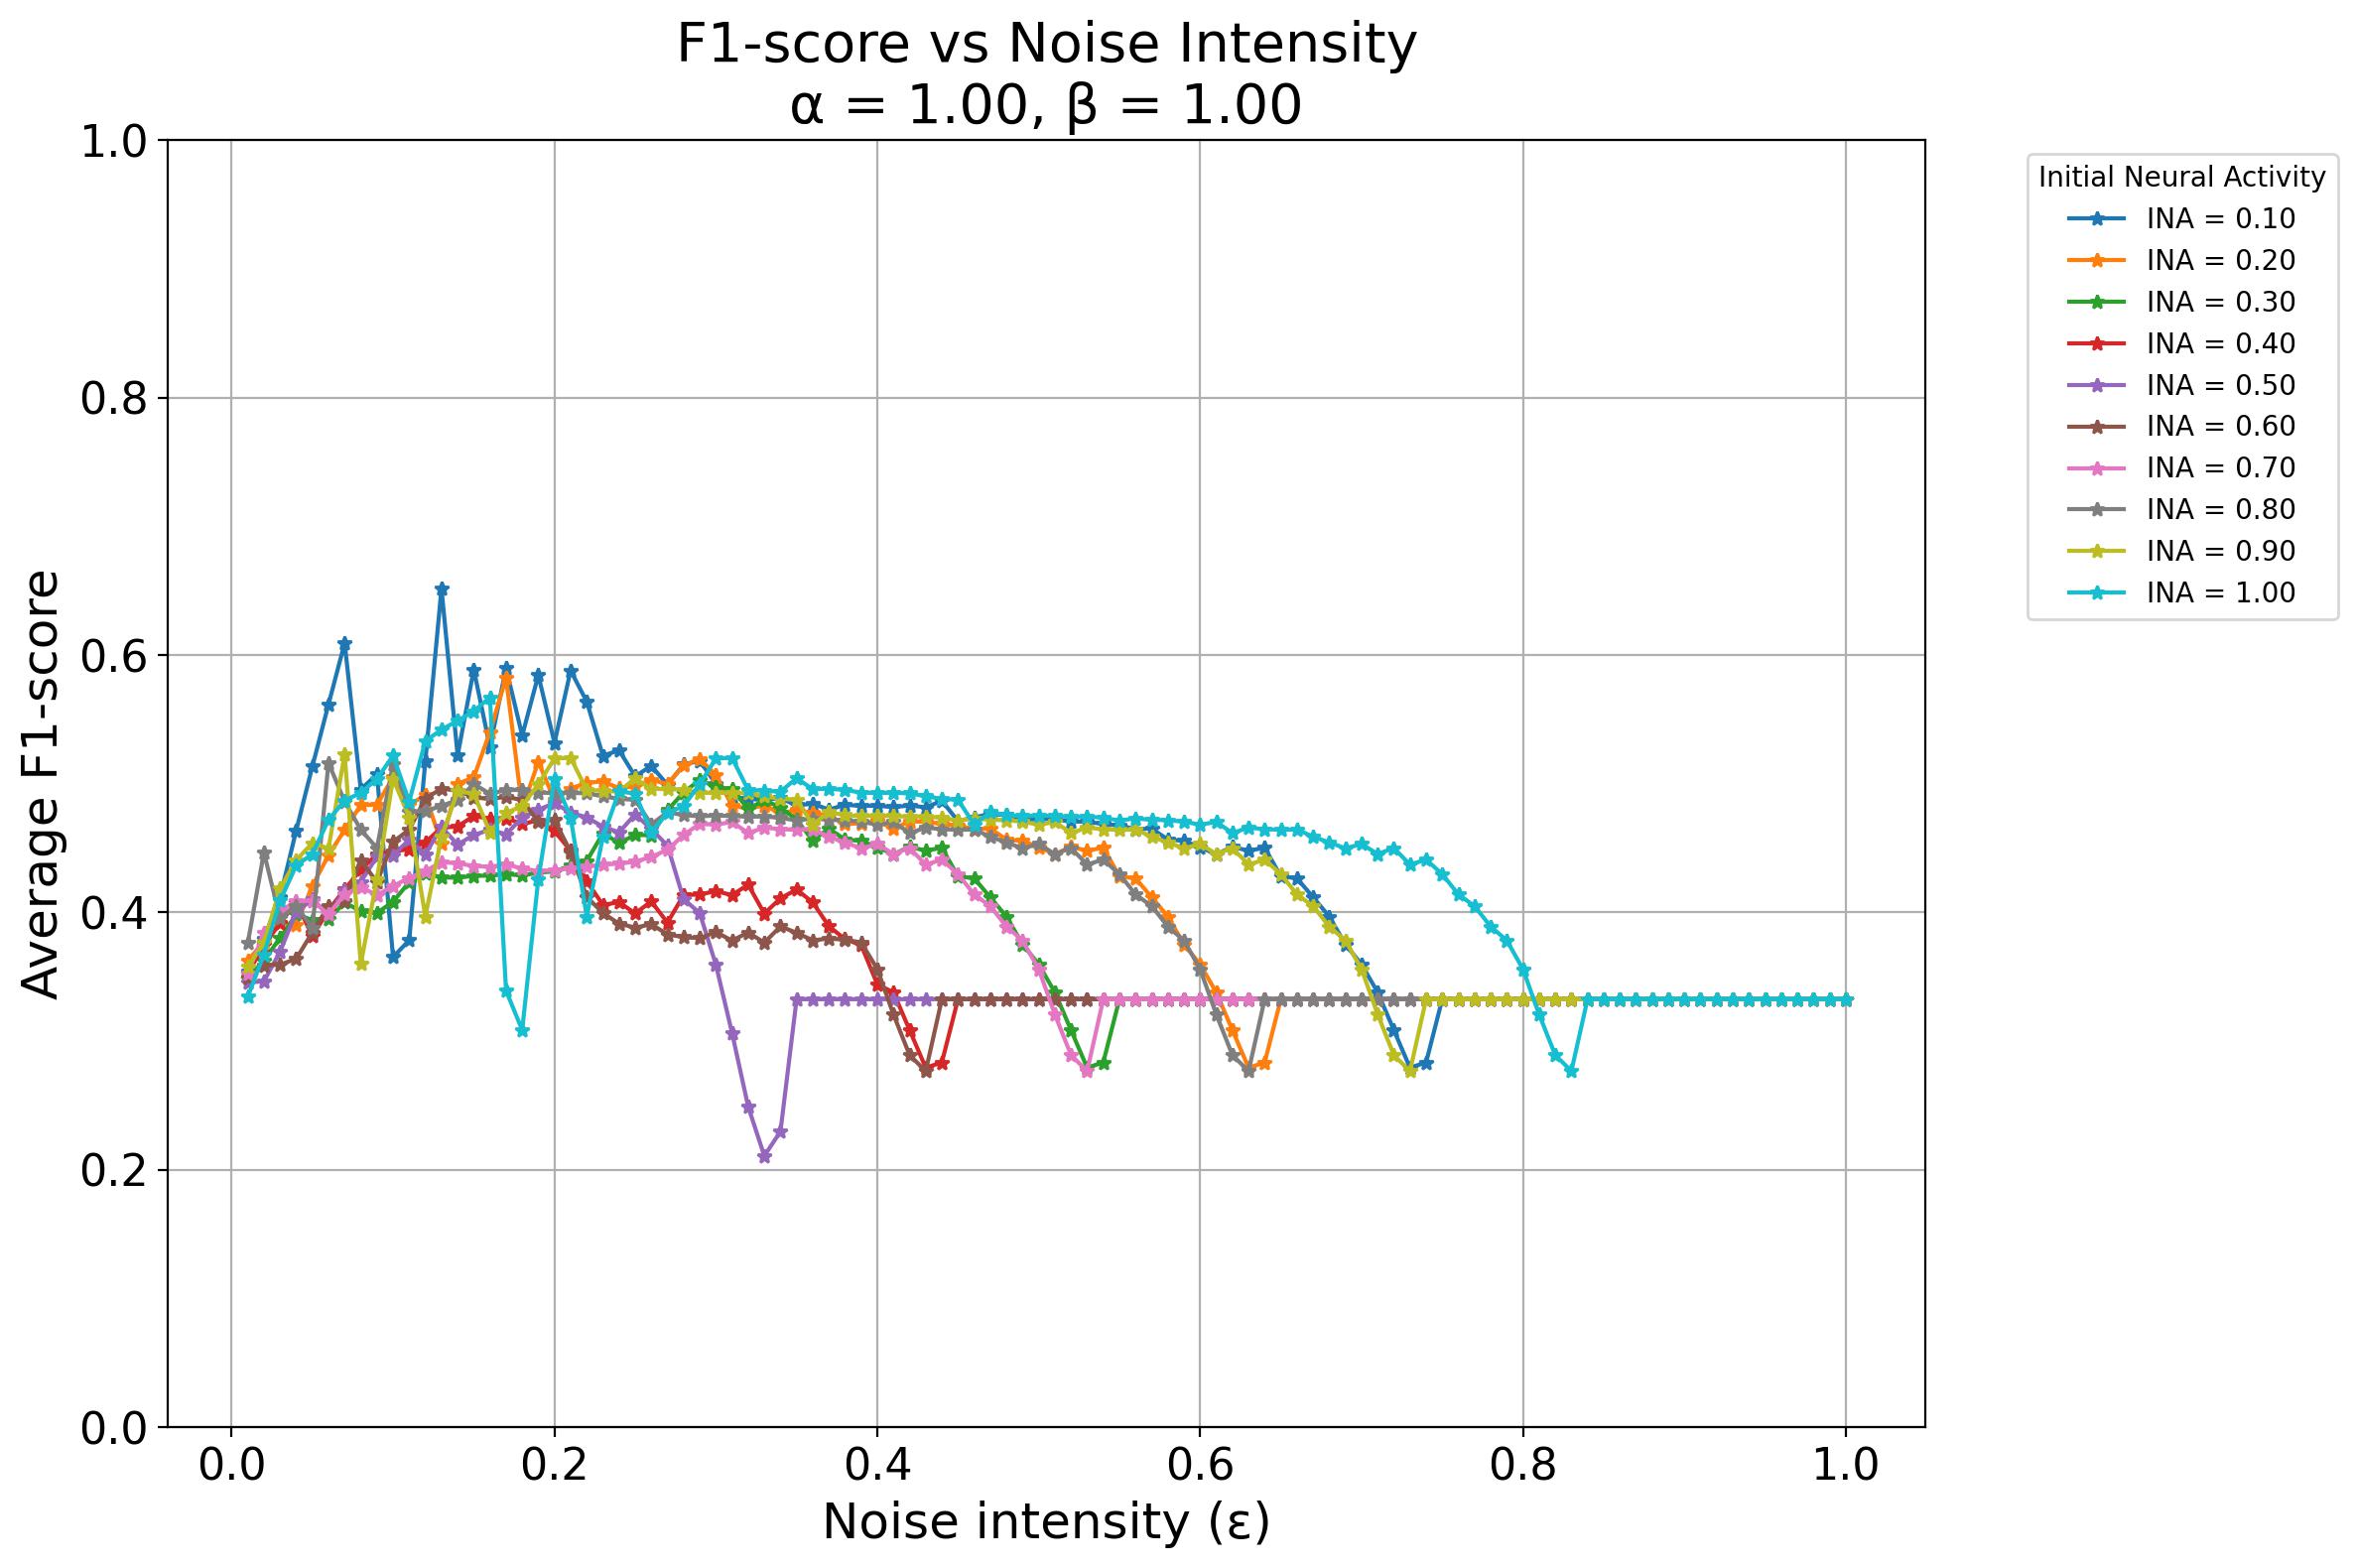 F1-score vs Noise Intensity
α = 1.00, β = 1.00
Average F1-score
1.0
0.8
0.6
0.4
0.2
0.0
0.0 0.2 0.4 0.6 0.8 1.0
Noise intensity (ε)
Initial Neural Activity
INA = 0.10
INA = 0.20
INA = 0.30
INA = 0.40
INA = 0.50
INA = 0.60
INA = 0.70
INA = 0.80
INA = 0.90
INA = 1.00